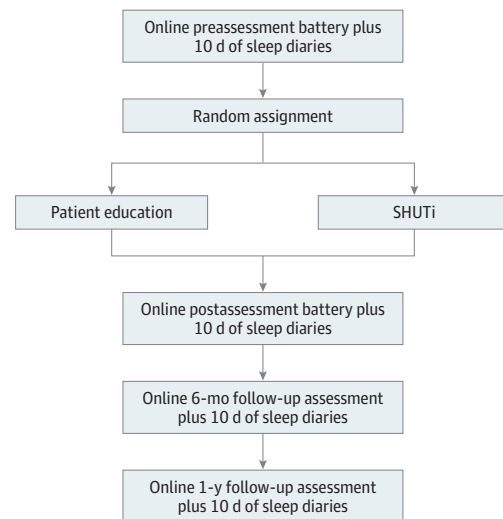 Online preassessment battery plus
10 d of sleep diaries
Random assignment
Patient education
SHUTi
Online postassessment battery plus
10 d of sleep diaries
Online 6-mo follow-up assessment
plus 10 d of sleep diaries
Online 1-y follow-up assessment
plus 10 d of sleep diaries